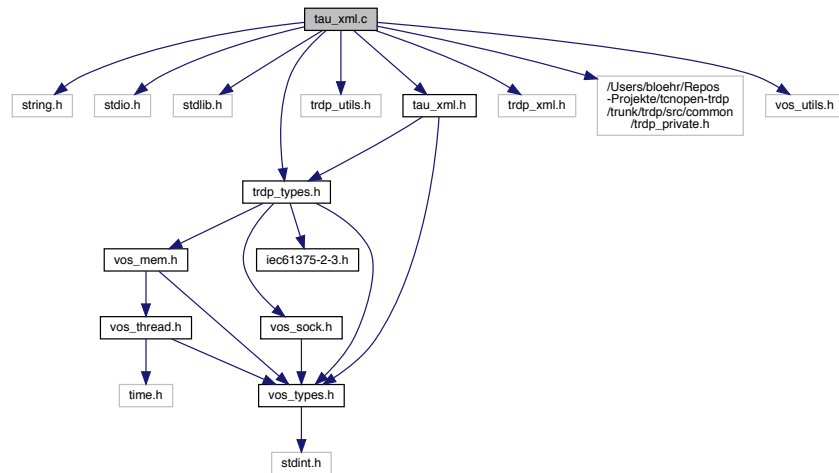 tau_xml.c
string.h
stdio.h
stdlib.h
trdp_utils.h
tau_xml.h
trdp_xml.h
/Users/bloehr/Repos
-Projekte/tcnopen-trdp
/trunk/trdp/src/common
/trdp_private.h
vos_utils.h
trdp_types.h
vos_mem.h
iec61375-2-3.h
vos_thread.h
vos_sock.h
time.h
vos_types.h
stdint.h